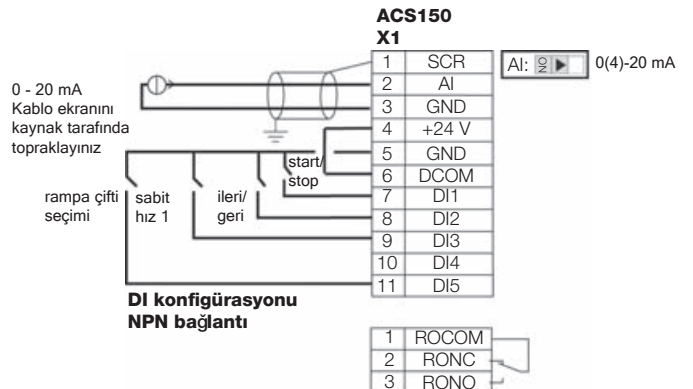 ACS150
X1
1 SCR
2 AI
3 GND
4 +24 V
5 GND
6 DCOM
7 DI1
8 DI2
9 DI3
10 DI4
11 DI5
AI: ON 0(4)-20 mA
0 - 20 mA
Kablo ekranını
kaynak tarafında
topraklayınız
start/
stop
rampa çifti
seçimi
sabit
hız 1
ileri/
geri
DI konfigürasyonu
NPN bağlantı
1 ROCOM
2 RONC
3 RONO